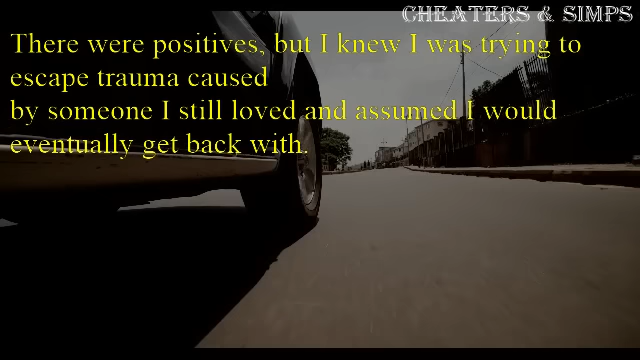 CHEATERS & SIMPS
There were positives, but I knew I was trying to
escape trauma caused
by someone I still loved and assumed I would
eventually get back with.